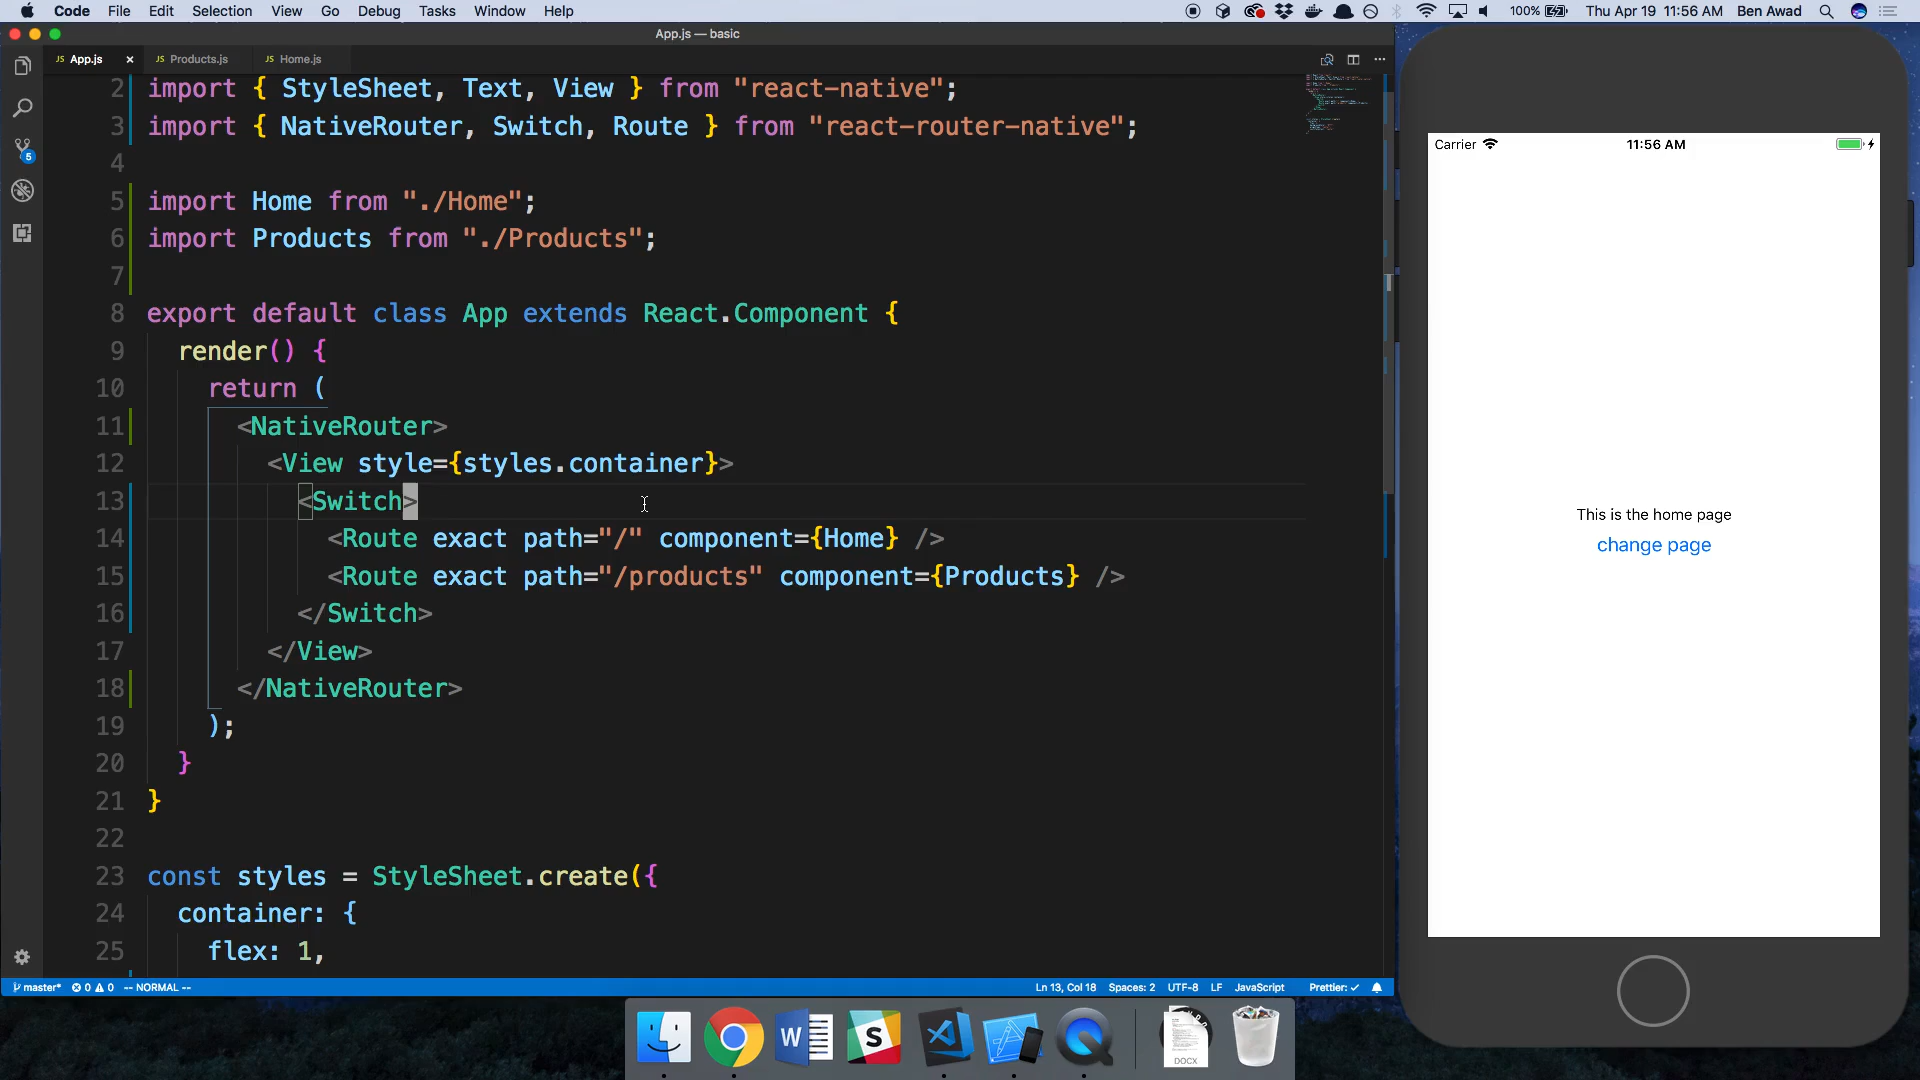 Code File Edit Selection View Go Debug Tasks Window Help
100% Thu Apr 19 11:56 AM Ben Awad
App.js — basic
JS App.js × JS Products.js JS Home.js
2 import { StyleSheet, Text, View } from "react-native";
3 import { NativeRouter, Switch, Route } from "react-router-native";
4
5 import Home from "./Home";
6 import Products from "./Products";
7
8 export default class App extends React.Component {
9 render() {
10 return (
11 <NativeRouter>
12 <View style={styles.container}>
13 <Switch>
14 <Route exact path="/" component={Home} />
15 <Route exact path="/products" component={Products} />
16 </Switch>
17 </View>
18 </NativeRouter>
19 );
20 }
21 }
22
23 const styles = StyleSheet.create({
24 container: {
25 flex: 1,
5
master* 0 0 -- NORMAL -- Ln 13, Col 18 Spaces: 2 UTF-8 LF JavaScript Prettier: ✓
Carrier 11:56 AM
This is the home page
change page
W S DOCX